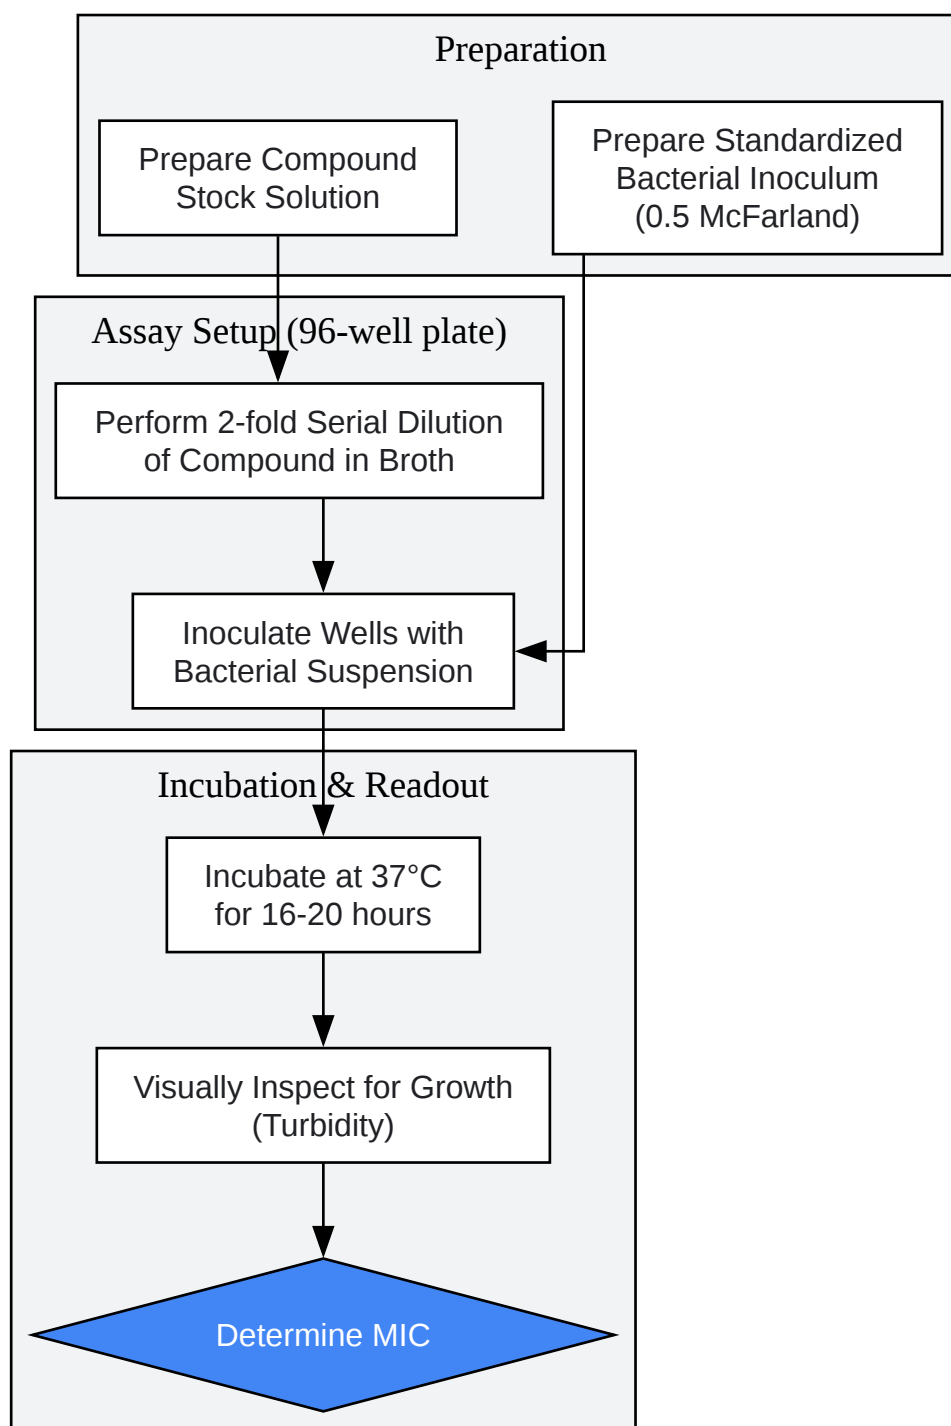 Preparation
Prepare Compound
Stock Solution
Prepare Standardized
Bacterial Inoculum
(0.5 McFarland)
Assay Setup (96-well plate)
Perform 2-fold Serial Dilution
of Compound in Broth
Inoculate Wells with
Bacterial Suspension
Incubation & Readout
Incubate at 37°C
for 16-20 hours
Visually Inspect for Growth
(Turbidity)
Determine MIC